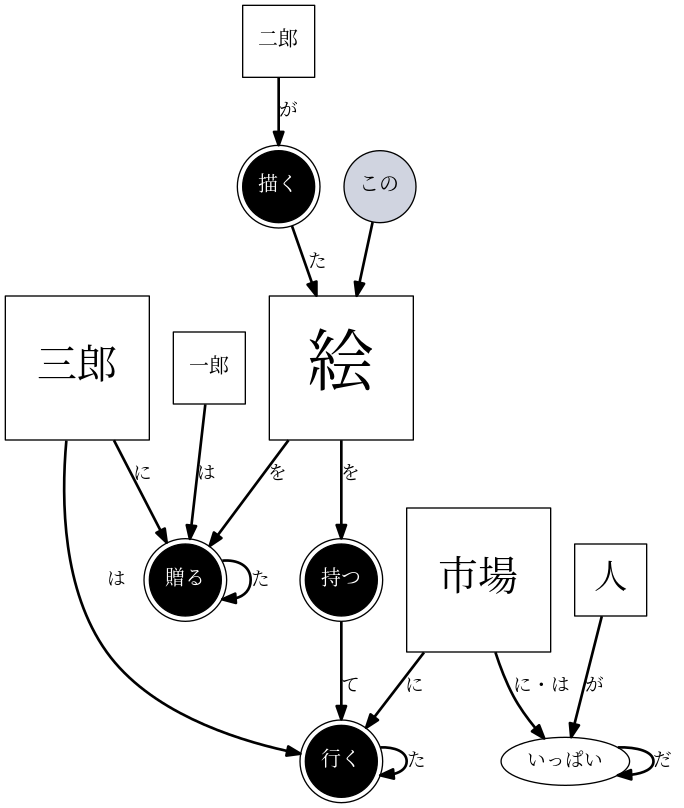 二郎
が
描く
この
た
三郎
一郎
絵
に
は
を
を
市場
人
は
贈る
た
持つ
て
に
に・は
が
行く
た
いっぱい
だ